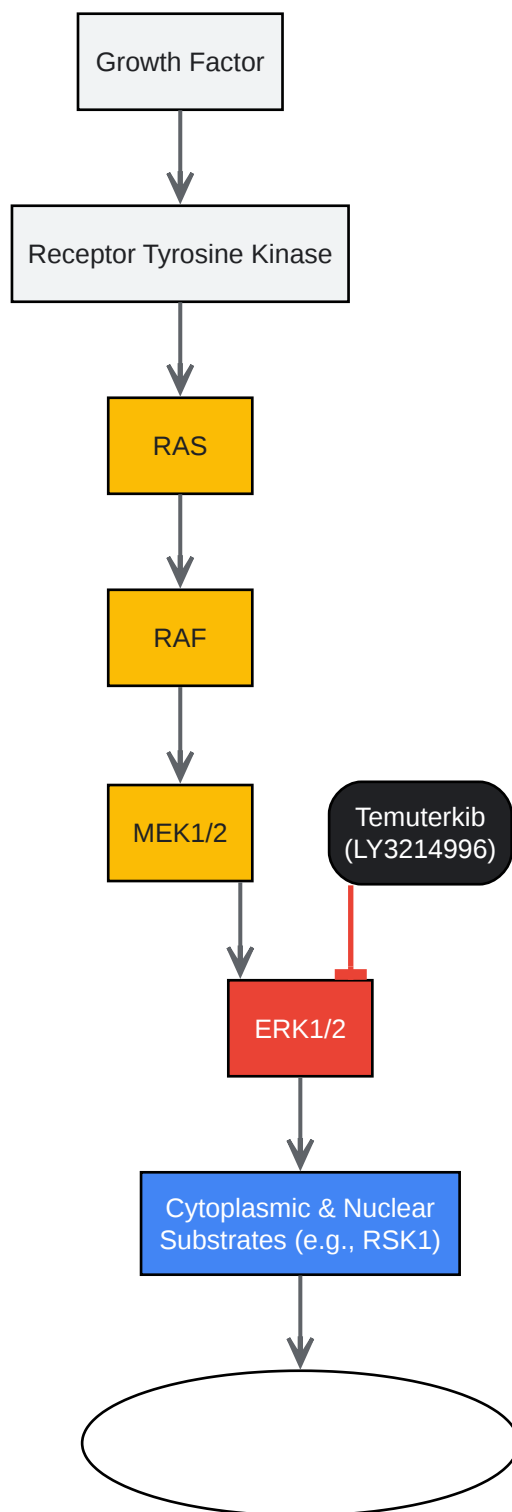 Growth Factor
Receptor Tyrosine Kinase
RAS
RAF
MEK1/2
Temuterkib
(LY3214996)
ERK1/2
Cytoplasmic & Nuclear
Substrates (e.g., RSK1)